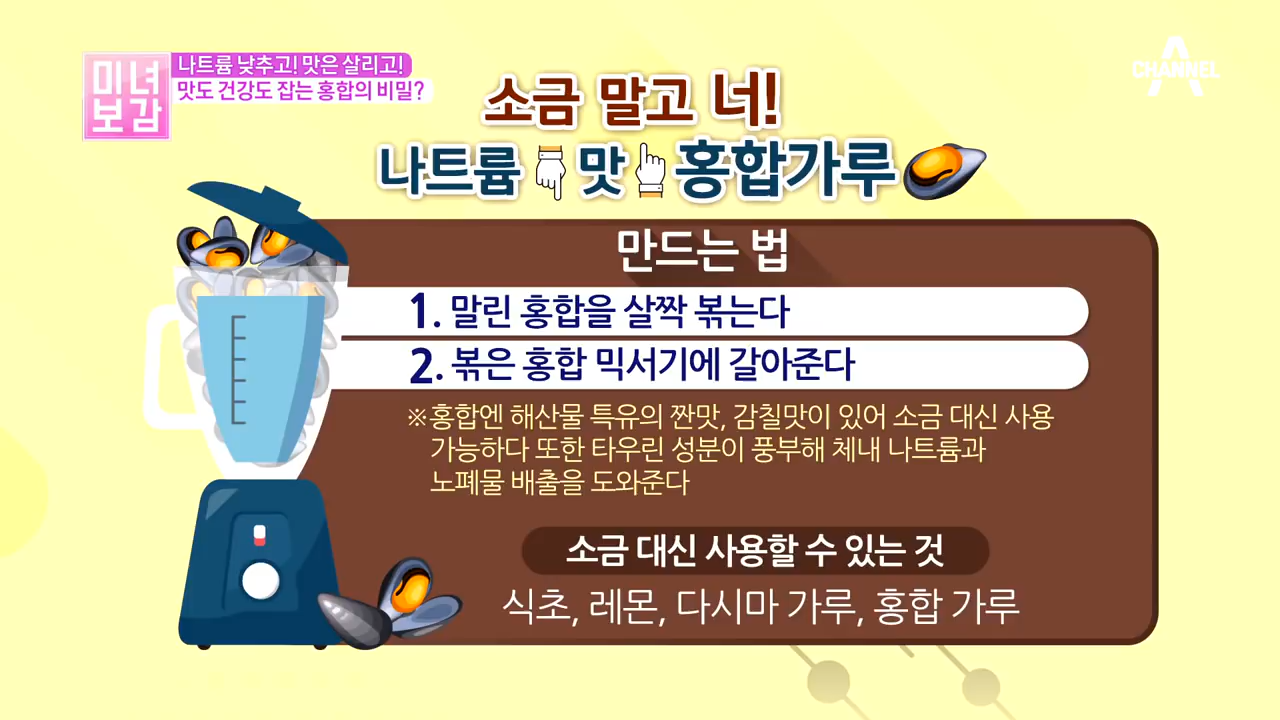 미녀
보감
나트륨 낮추고! 맛은 살리고!
맛도 건강도 잡는 홍합의 비밀?
CHANNEL A
소금 말고 너!
나트륨 맛 홍합가루
만드는 법
1. 말린 홍합을 살짝 볶는다
2. 볶은 홍합 믹서기에 갈아준다
※홍합엔 해산물 특유의 짠맛, 감칠맛이 있어 소금 대신 사용
가능하다 또한 타우린 성분이 풍부해 체내 나트륨과
노폐물 배출을 도와준다
소금 대신 사용할 수 있는 것
식초, 레몬, 다시마 가루, 홍합 가루